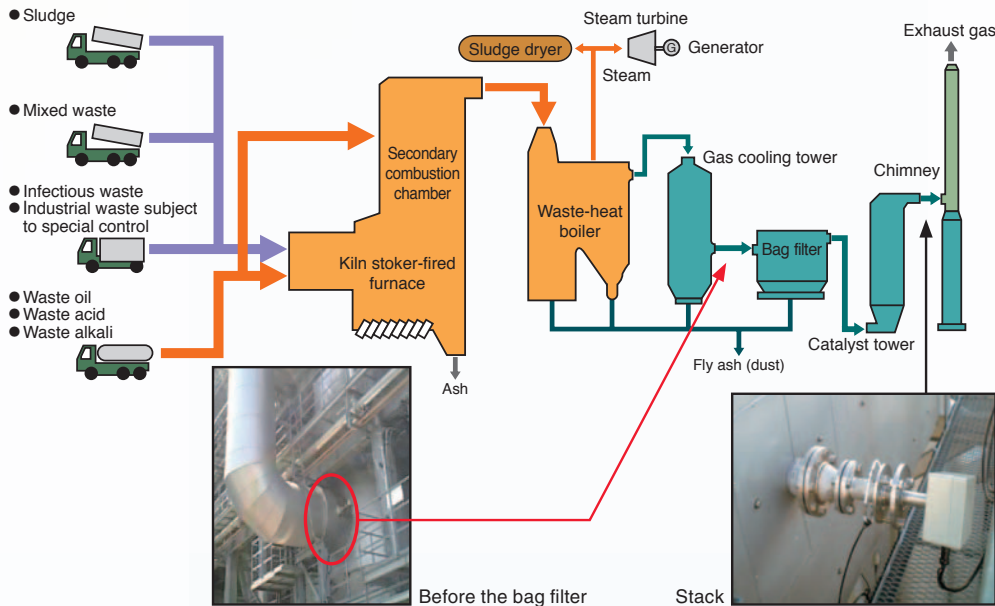 ● Sludge
● Mixed waste
● Infectious waste
● Industrial waste subject
to special control
● Waste oil
● Waste acid
● Waste alkali
Secondary
combustion
chamber
Kiln stoker-fired
furnace
Ash
Sludge dryer
Steam turbine
G
Generator
Steam
Waste-heat
boiler
Gas cooling tower
Bag filter
Fly ash (dust)
Catalyst tower
Chimney
Exhaust gas
Before the bag filter
Stack